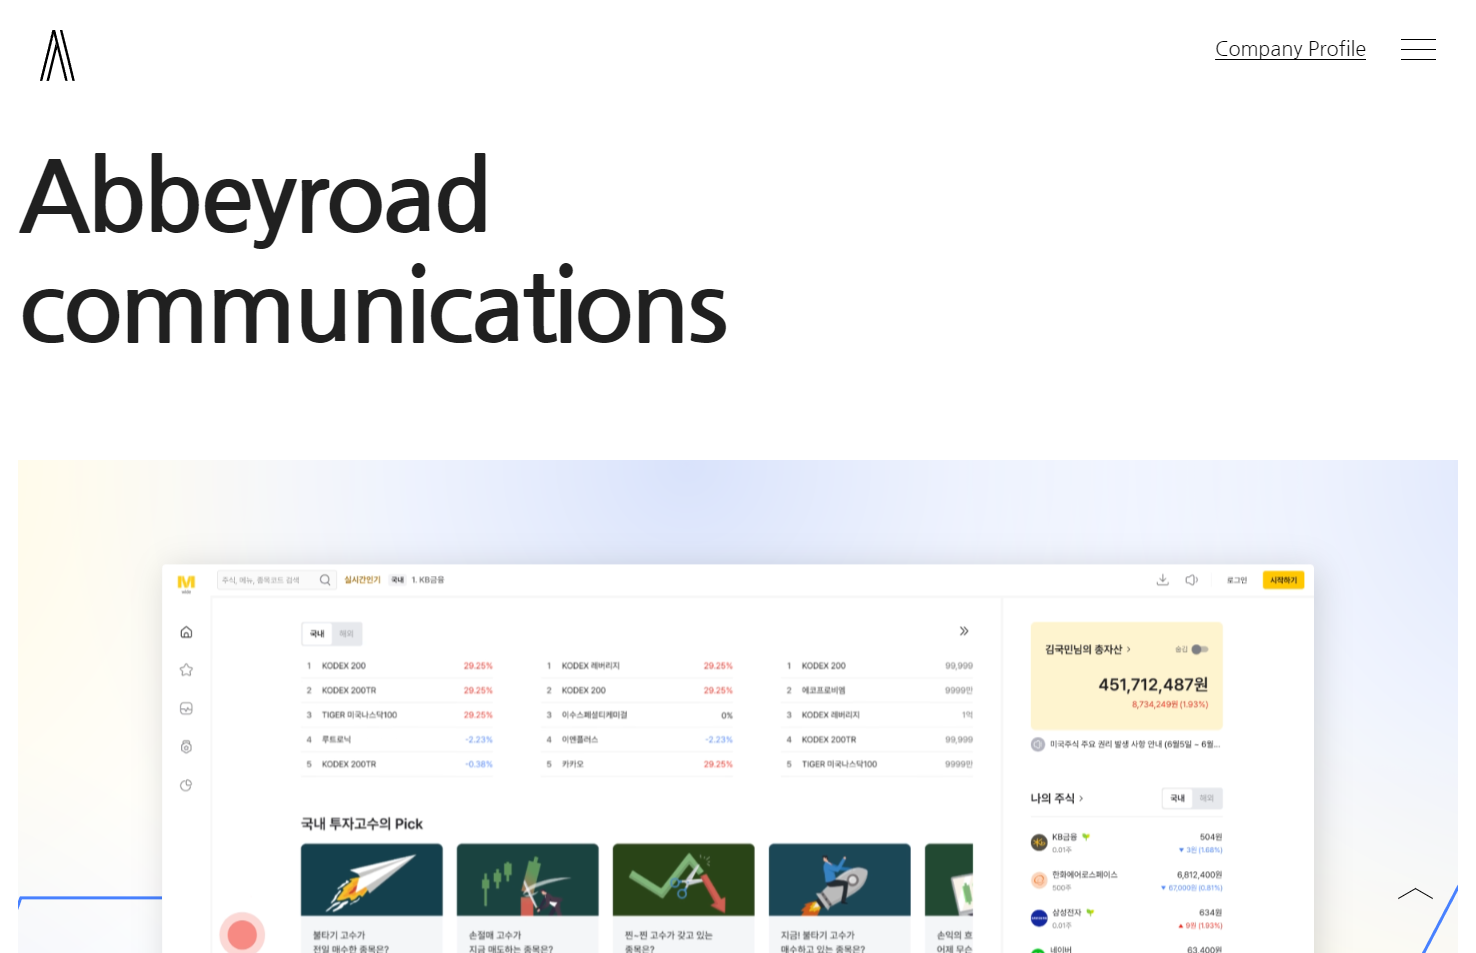 Company Profile
Abbeyroad
communications
M
주식, 메뉴, 종목코드 검색
실시간인기 국내 1. KB금융
로그인
시작하기
국내 해외
1 KODEX 200 29.25%
2 KODEX 200TR 29.25%
3 TIGER 미국나스닥100 29.25%
4 루트로닉 -2.23%
5 KODEX 200TR -0.38%
1 KODEX 레버리지 29.25%
2 KODEX 200 29.25%
3 이수스페셜티케미컬 0%
4 이엔플러스 -2.23%
5 카카오 29.25%
1 KODEX 200 99,999
2 에코프로비엠 9999만
3 KODEX 레버리지 1억
4 KODEX 200TR 99,999
5 TIGER 미국나스닥100 9999만
김국민님의 총자산 >
숨김
451,712,487원
8,734,249원 (1.93%)
미국주식 주요 권리 발생 사항 안내 (6월5일 ~ 6월...
나의 주식 >
국내 해외
KB금융 504원
0.01주 ▼ 3원 (1.68%)
한화에어로스페이스 6,812,400원
500주 ▼ 67,000원 (0.81%)
삼성전자 634원
0.01주 ▲ 9원 (1.93%)
네이버 63,400원
국내 투자고수의 Pick
불타기 고수가
전일 매수한 종목은?
손절매 고수가
지금 매도하는 종목은?
찐~찐 고수가 갖고 있는
종목은?
지금! 불타기 고수가
매수하고 있는 종목은?
손익의 흐
어제 무슨